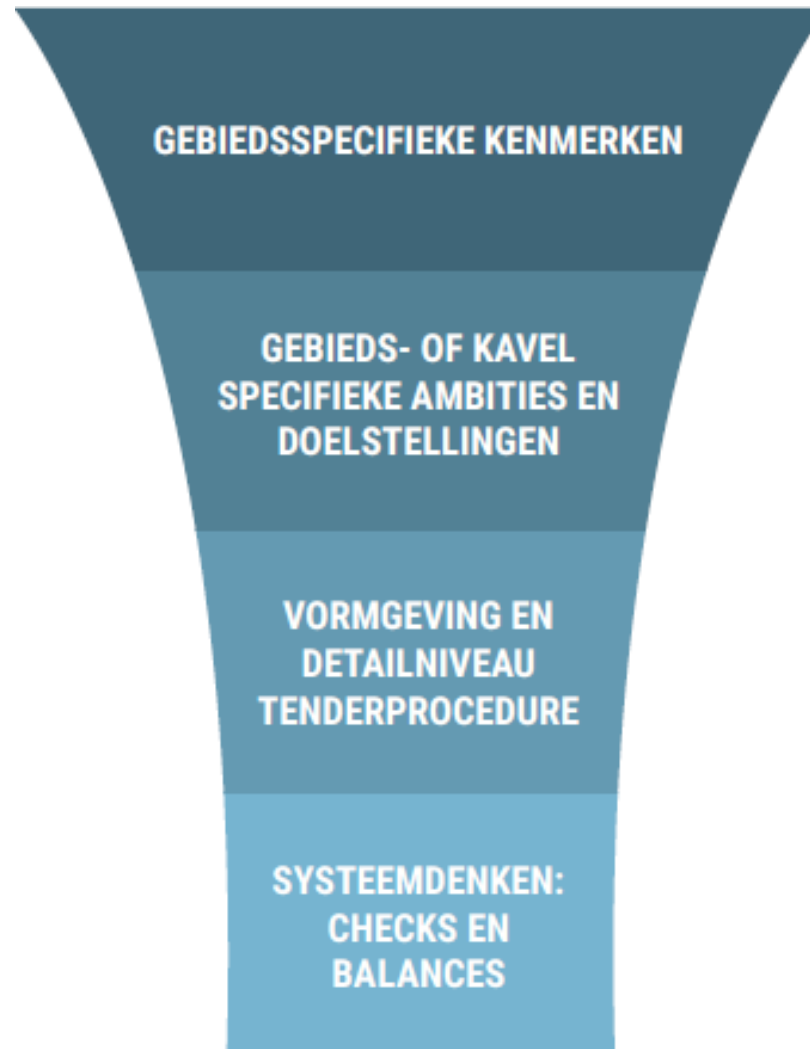 GEBIEDSSPECIFIEKE KENMERKEN
GEBIEDS- OF KAVEL
SPECIFIEKE AMBITIES EN
DOELSTELLINGEN
VORMGEVING EN
DETAILNIVEAU
TENDERPROCEDURE
SYSTEEMDENKEN:
CHECKS EN
BALANCES